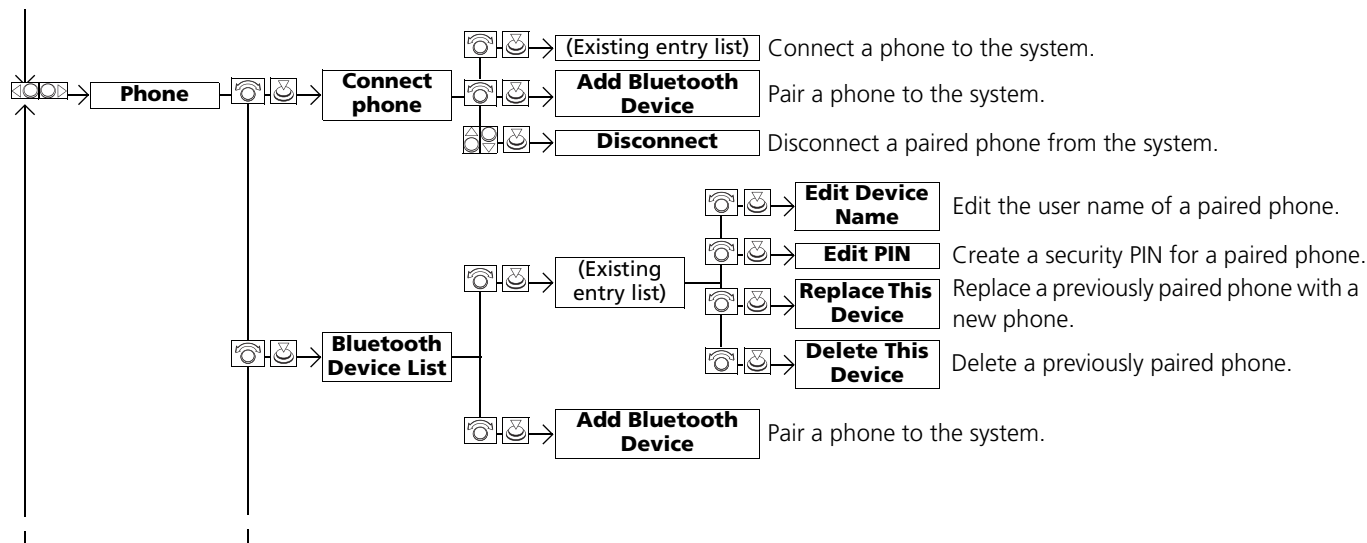 (Existing entry list) Connect a phone to the system.
Phone
Connect
phone
Add Bluetooth
Device
Pair a phone to the system.
Disconnect
Disconnect a paired phone from the system.
Edit Device
Name
Edit the user name of a paired phone.
(Existing
entry list)
Edit PIN
Create a security PIN for a paired phone.
Replace This
Device
Replace a previously paired phone with a
new phone.
Bluetooth
Device List
Delete This
Device
Delete a previously paired phone.
Add Bluetooth
Device
Pair a phone to the system.